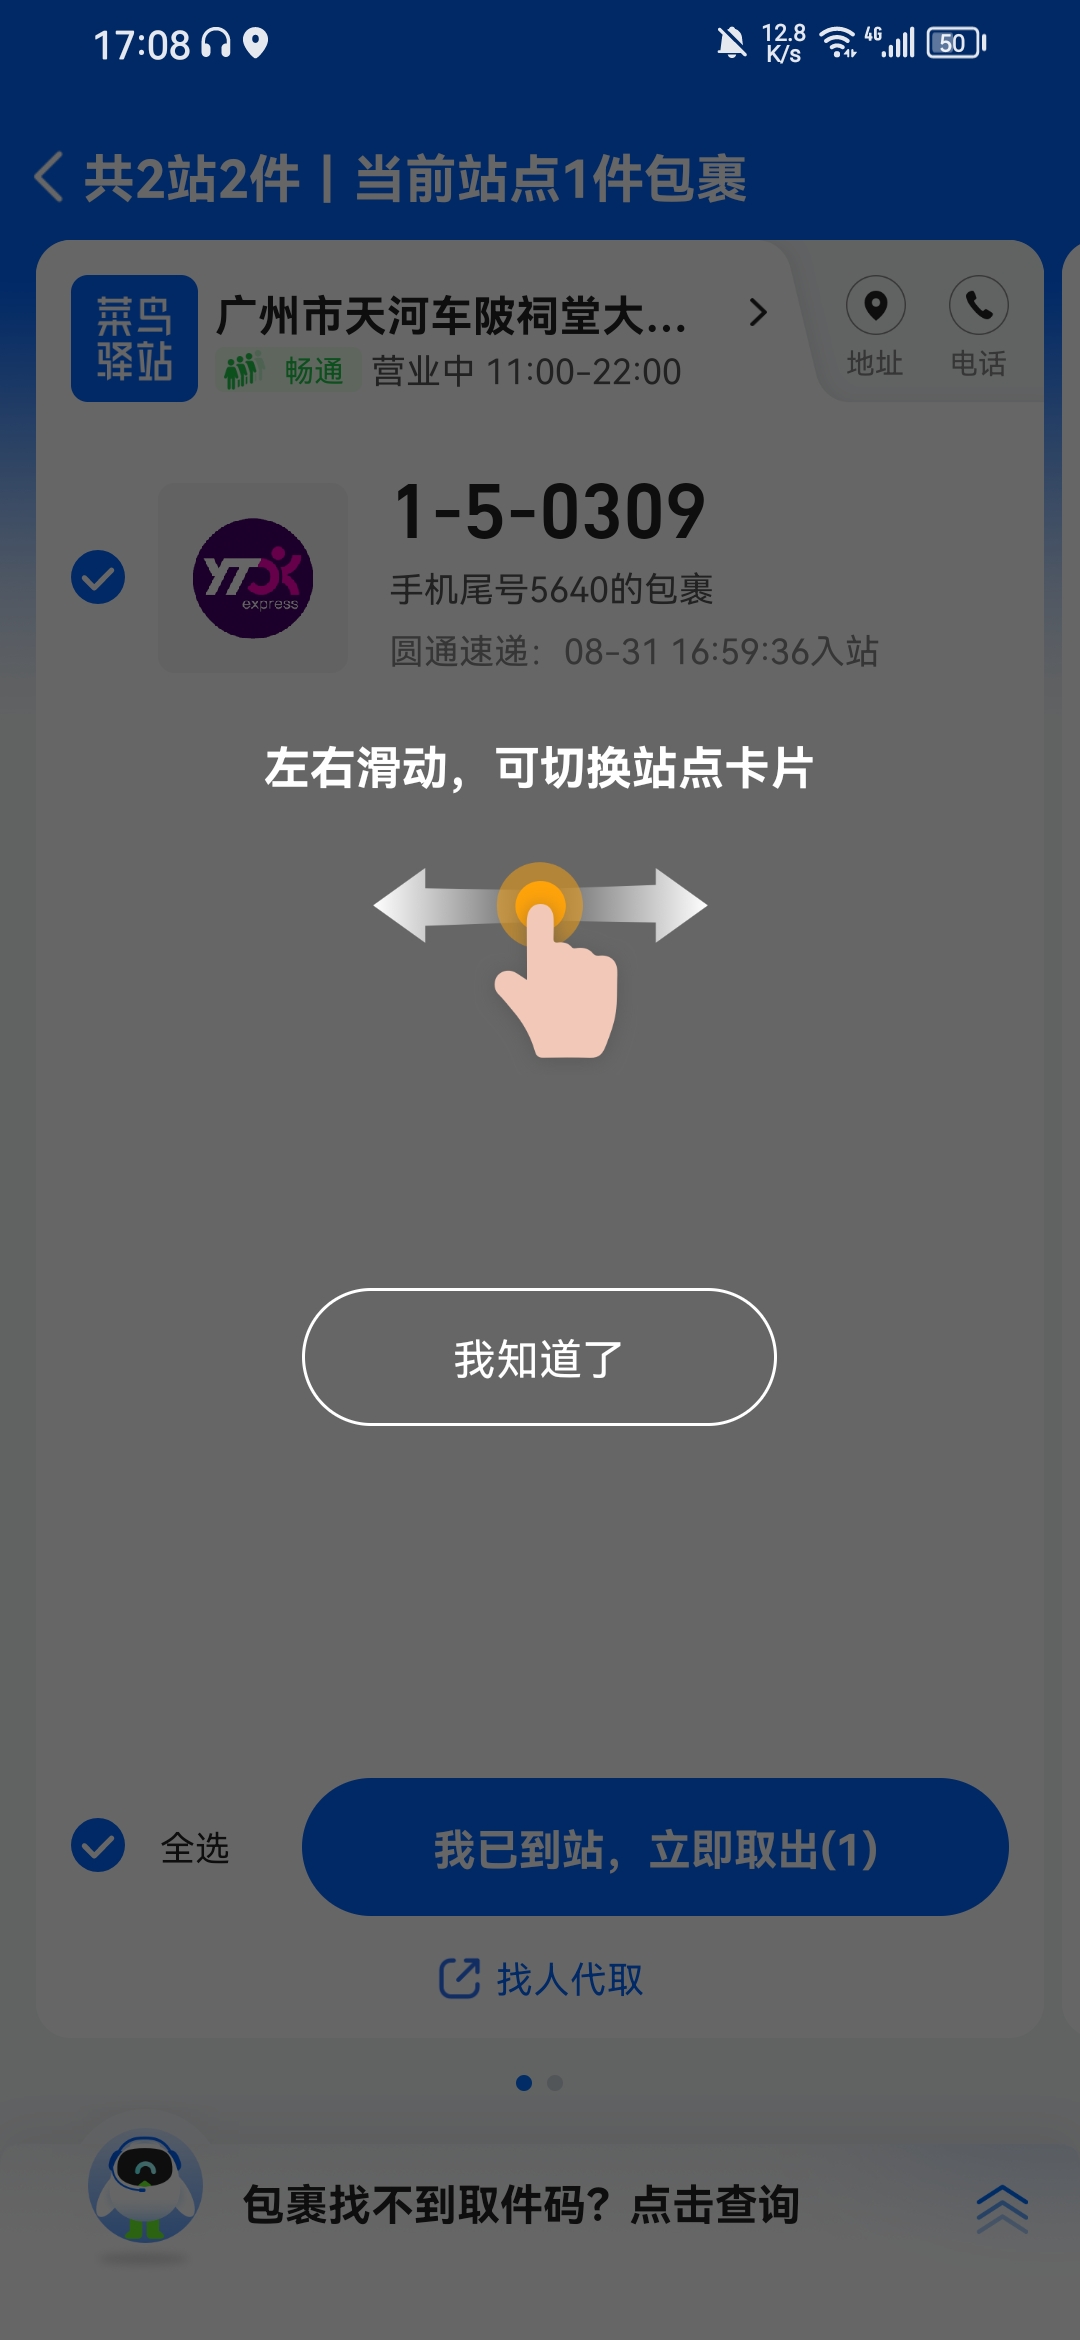 17:08
12.8 K/s
4G
50
共2站2件 | 当前站点1件包裹
菜鸟驿站
广州市天河车陂祠堂大...
畅通 营业中 11:00-22:00
地址
电话
1-5-0309
YTO express
手机尾号5640的包裹
圆通速递：08-31 16:59:36入站
左右滑动，可切换站点卡片
我知道了
全选
我已到站，立即取出(1)
找人代取
包裹找不到取件码？点击查询